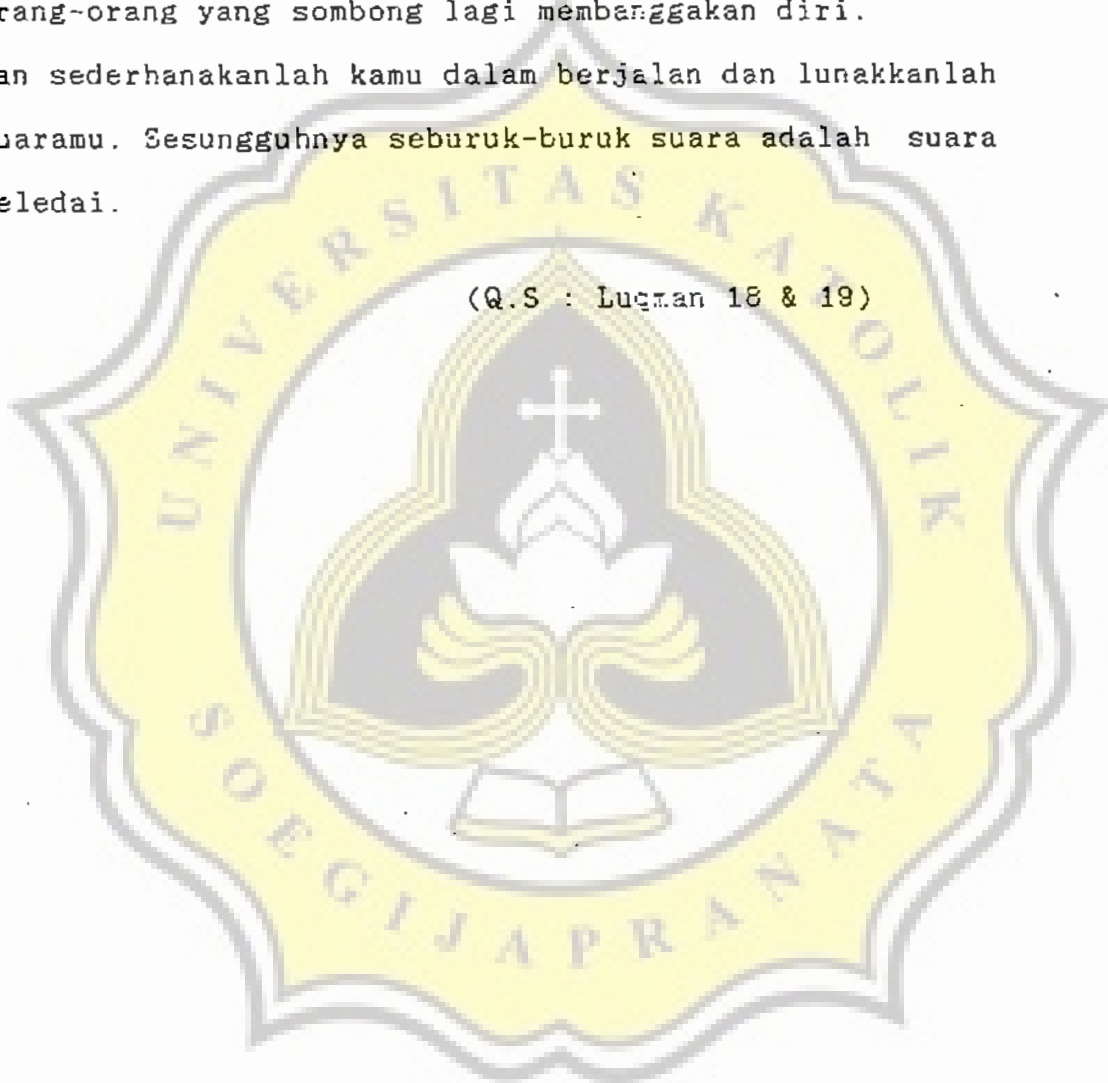 rang-orang yang sombong lagi membanggakan diri.
an sederhanakanlah kamu dalam berjalan dan lunakkanlah
uaramu. Sesungguhnya seburuk-buruk suara adalah suara
eledai.
(Q.S : Luqman 18 & 19)
UNIVERSITAS KATOLIK
SOEGIJAPRANATA